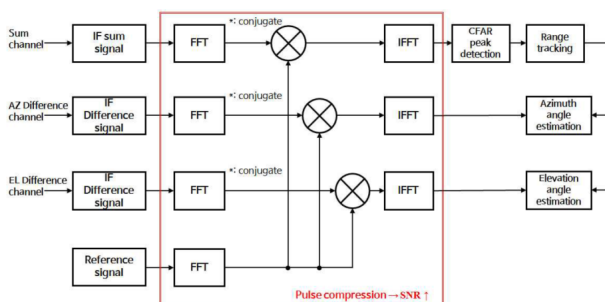 Sum
channel
IF sum
signal
FFT
*: conjugate
IFFT
CFAR
peak
detection
Range
tracking
AZ Difference
channel
IF
Difference
signal
FFT
*: conjugate
IFFT
Azimuth
angle
estimation
EL Difference
channel
IF
Difference
signal
FFT
*: conjugate
IFFT
Elevation
angle
estimation
Reference
signal
FFT
Pulse compression → SNR ↑